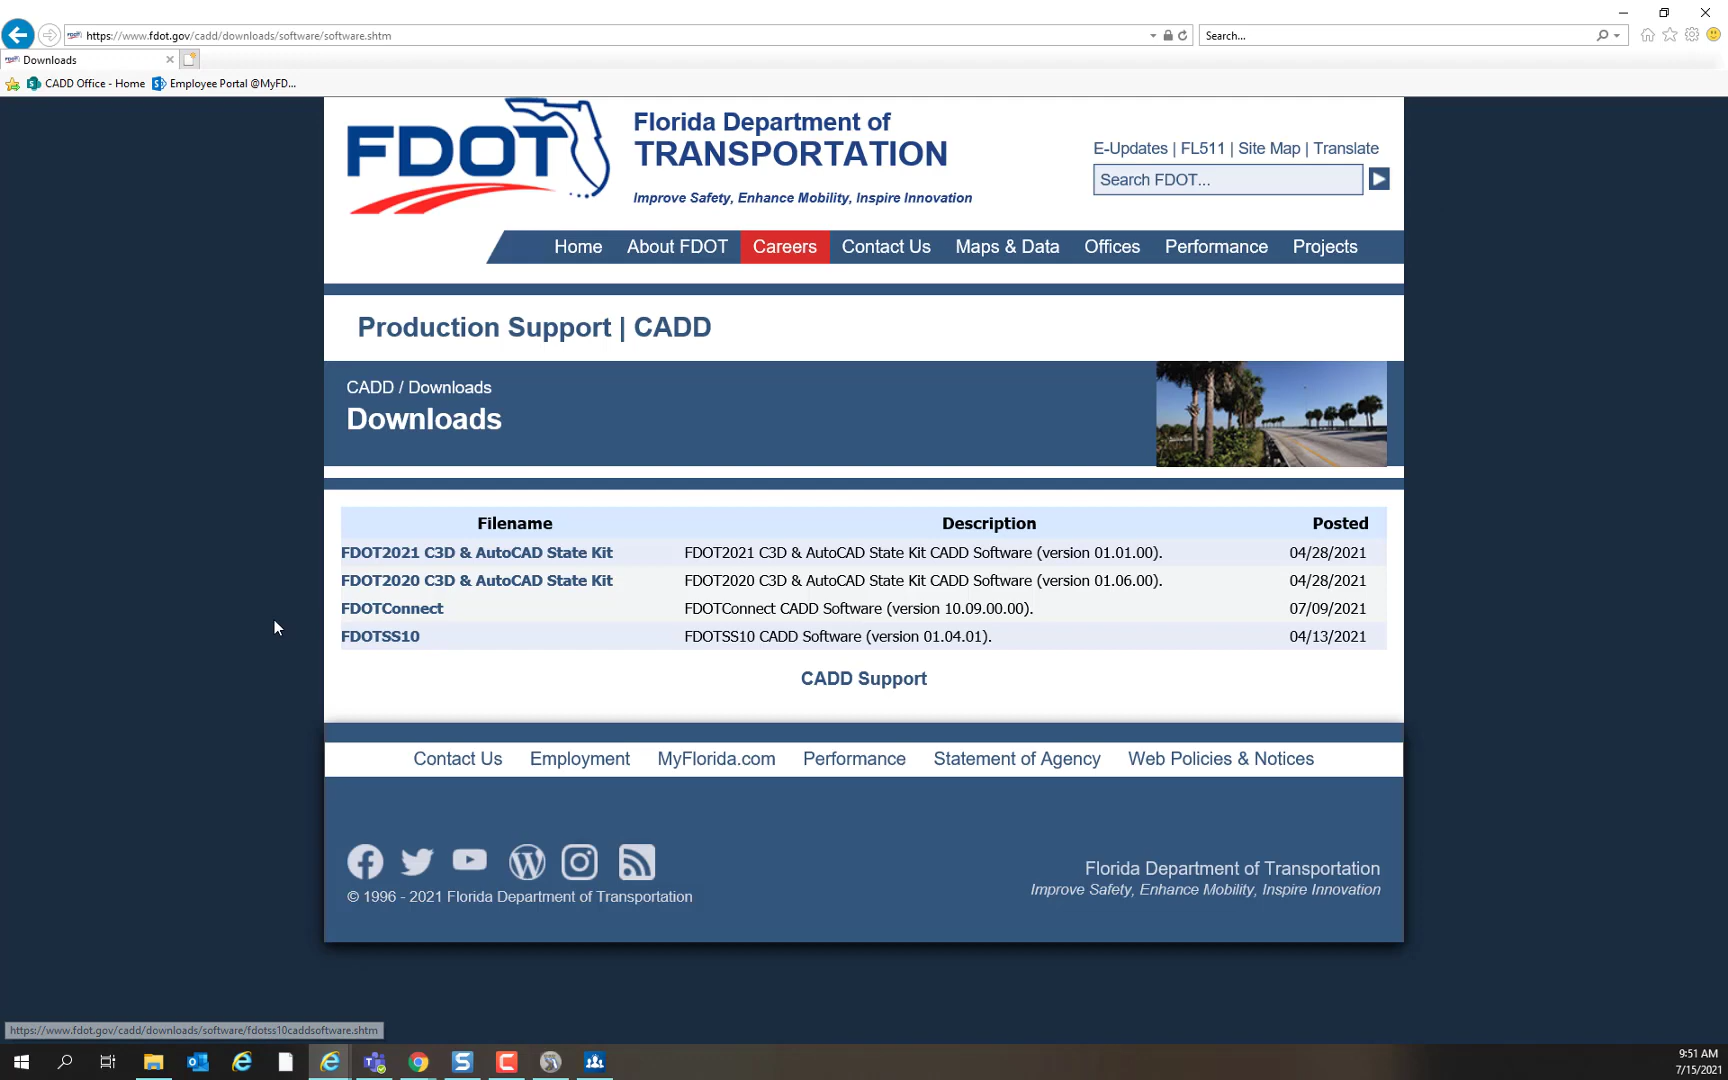 https://www.fdot.gov/cadd/downloads/software/software.shtm
Search...
Downloads
CADD Office - Home
Employee Portal @MyFD...
FDOT
Florida Department of
TRANSPORTATION
Improve Safety, Enhance Mobility, Inspire Innovation
E-Updates | FL511 | Site Map | Translate
Search FDOT...
Home About FDOT Careers Contact Us Maps & Data Offices Performance Projects
Production Support | CADD
CADD / Downloads
Downloads
Filename Description Posted
FDOT2021 C3D & AutoCAD State Kit FDOT2021 C3D & AutoCAD State Kit CADD Software (version 01.01.00). 04/28/2021
FDOT2020 C3D & AutoCAD State Kit FDOT2020 C3D & AutoCAD State Kit CADD Software (version 01.06.00). 04/28/2021
FDOTConnect FDOTConnect CADD Software (version 10.09.00.00). 07/09/2021
FDOTSS10 FDOTSS10 CADD Software (version 01.04.01). 04/13/2021
CADD Support
Contact Us Employment MyFlorida.com Performance Statement of Agency Web Policies & Notices
Florida Department of Transportation
Improve Safety, Enhance Mobility, Inspire Innovation
© 1996 - 2021 Florida Department of Transportation
https://www.fdot.gov/cadd/downloads/software/fdotss10caddsoftware.shtm
9:51 AM
7/15/2021